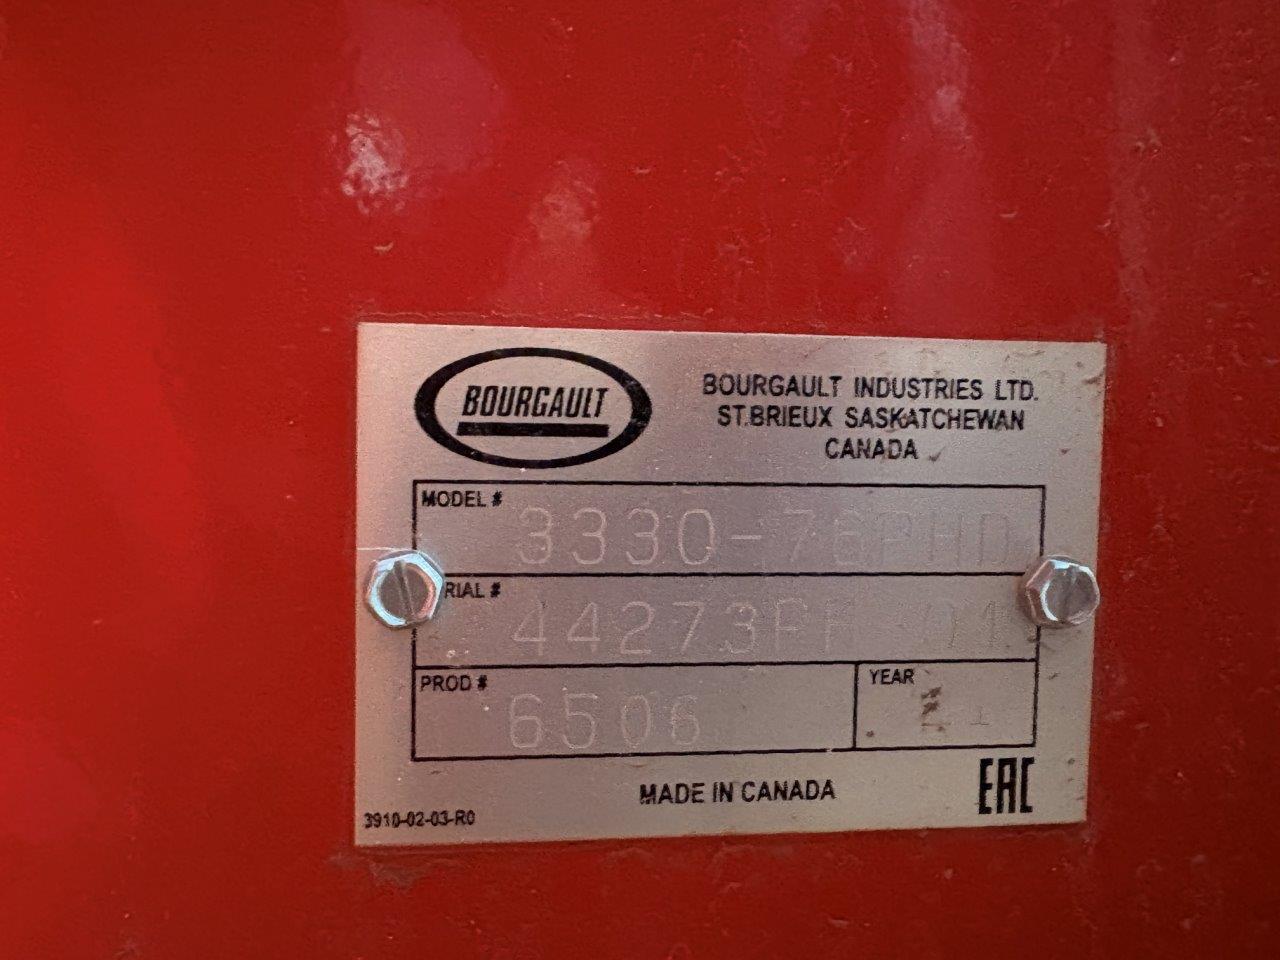 BOURGAULT
BOURGAULT INDUSTRIES LTD.
ST.BRIEUX SASKATCHEWAN
CANADA
MODEL #
3330-76PHD
RIAL #
PROD #
6506
YEAR
MADE IN CANADA
EAC
3910-02-03-R0